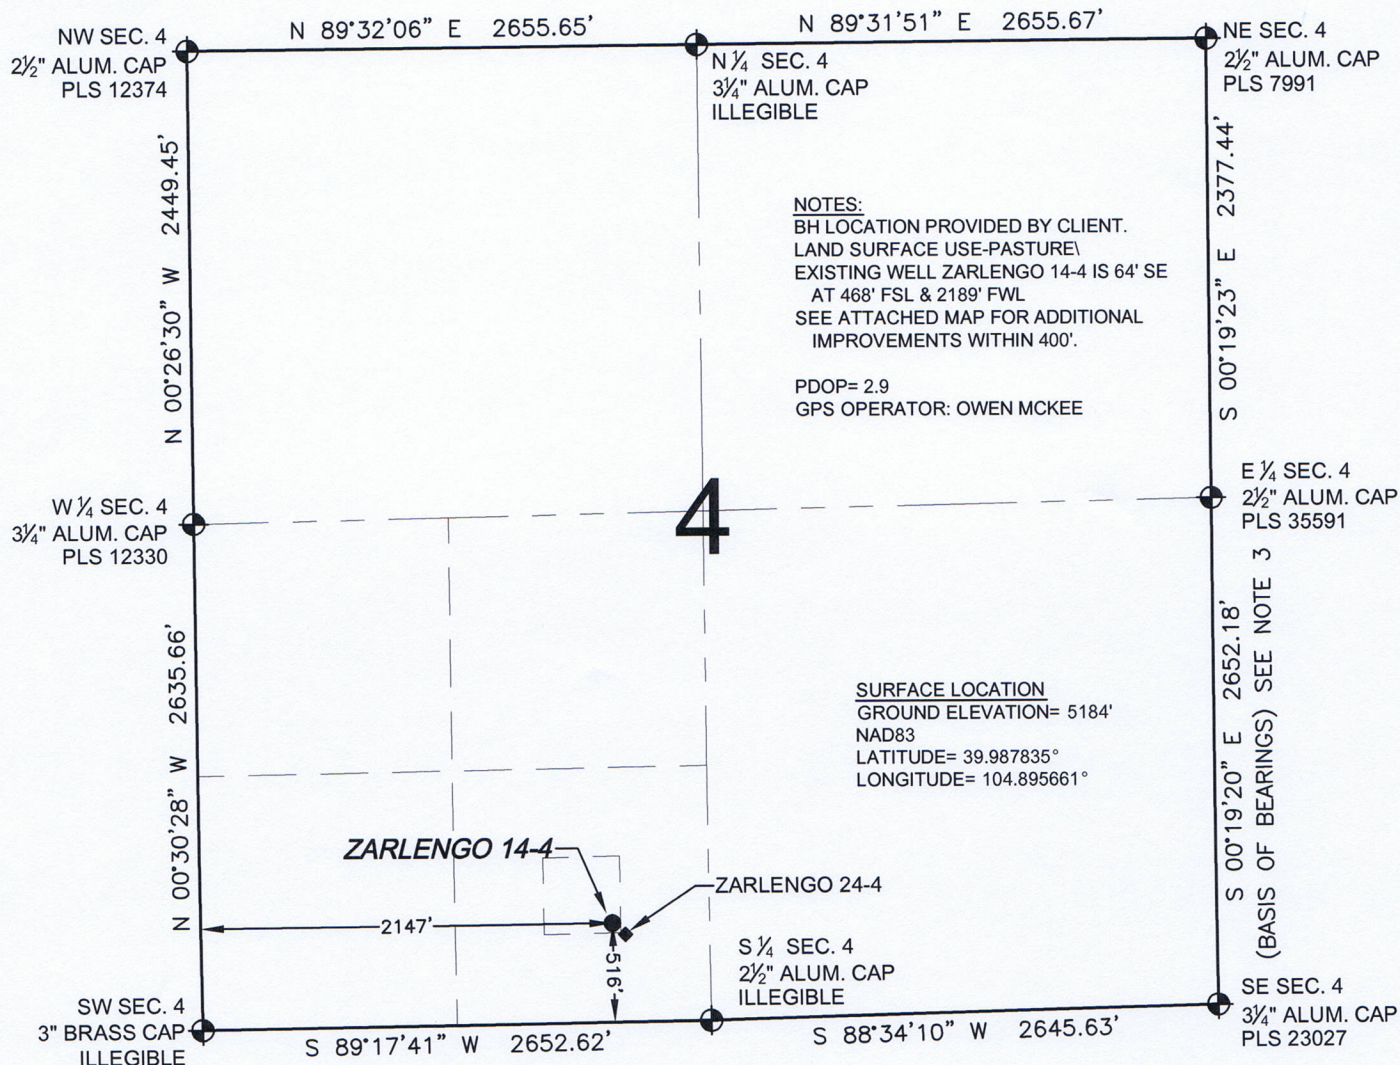 N 89°32'06" E 2655.65'
N 89°31'51" E 2655.67'
NW SEC. 4
2½" ALUM. CAP
PLS 12374
N ¼ SEC. 4
3¼" ALUM. CAP
ILLEGIBLE
NE SEC. 4
2½" ALUM. CAP
PLS 7991
N 00°26'30" W 2449.45'
S 00°19'23" E 2377.44'
NOTES:
BH LOCATION PROVIDED BY CLIENT.
LAND SURFACE USE-PASTURE\
EXISTING WELL ZARLENGO 14-4 IS 64' SE
AT 468' FSL & 2189' FWL
SEE ATTACHED MAP FOR ADDITIONAL
IMPROVEMENTS WITHIN 400'.
PDOP= 2.9
GPS OPERATOR: OWEN MCKEE
W ¼ SEC. 4
3¼" ALUM. CAP
PLS 12330
4
E ¼ SEC. 4
2½" ALUM. CAP
PLS 35591
N 00°30'28" W 2635.66'
S 00°19'20" E 2652.18'
(BASIS OF BEARINGS) SEE NOTE 3
SURFACE LOCATION
GROUND ELEVATION= 5184'
NAD83
LATITUDE= 39.987835°
LONGITUDE= 104.895661°
ZARLENGO 14-4
ZARLENGO 24-4
2147'
516'
SW SEC. 4
3" BRASS CAP
ILLEGIBLE
S ¼ SEC. 4
2½" ALUM. CAP
ILLEGIBLE
SE SEC. 4
3¼" ALUM. CAP
PLS 23027
S 89°17'41" W 2652.62'
S 88°34'10" W 2645.63'